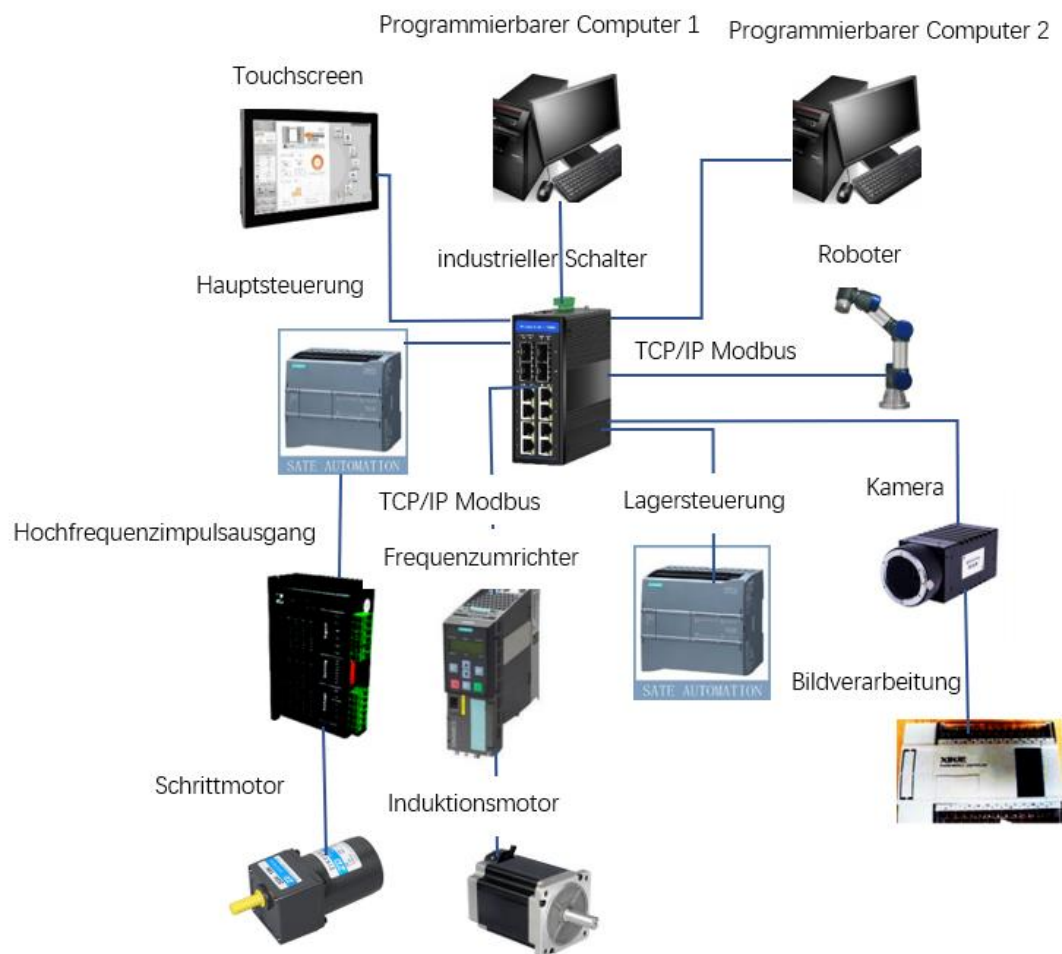 Programmierbarer Computer 1
Programmierbarer Computer 2
Touchscreen
industrieller Schalter
Roboter
Hauptsteuerung
TCP/IP Modbus
SATE AUTOMATION
TCP/IP Modbus
Lagersteuerung
Kamera
Hochfrequenzimpulsausgang
Frequenzumrichter
SATE AUTOMATION
Bildverarbeitung
XINJE
Schrittmotor
Induktionsmotor